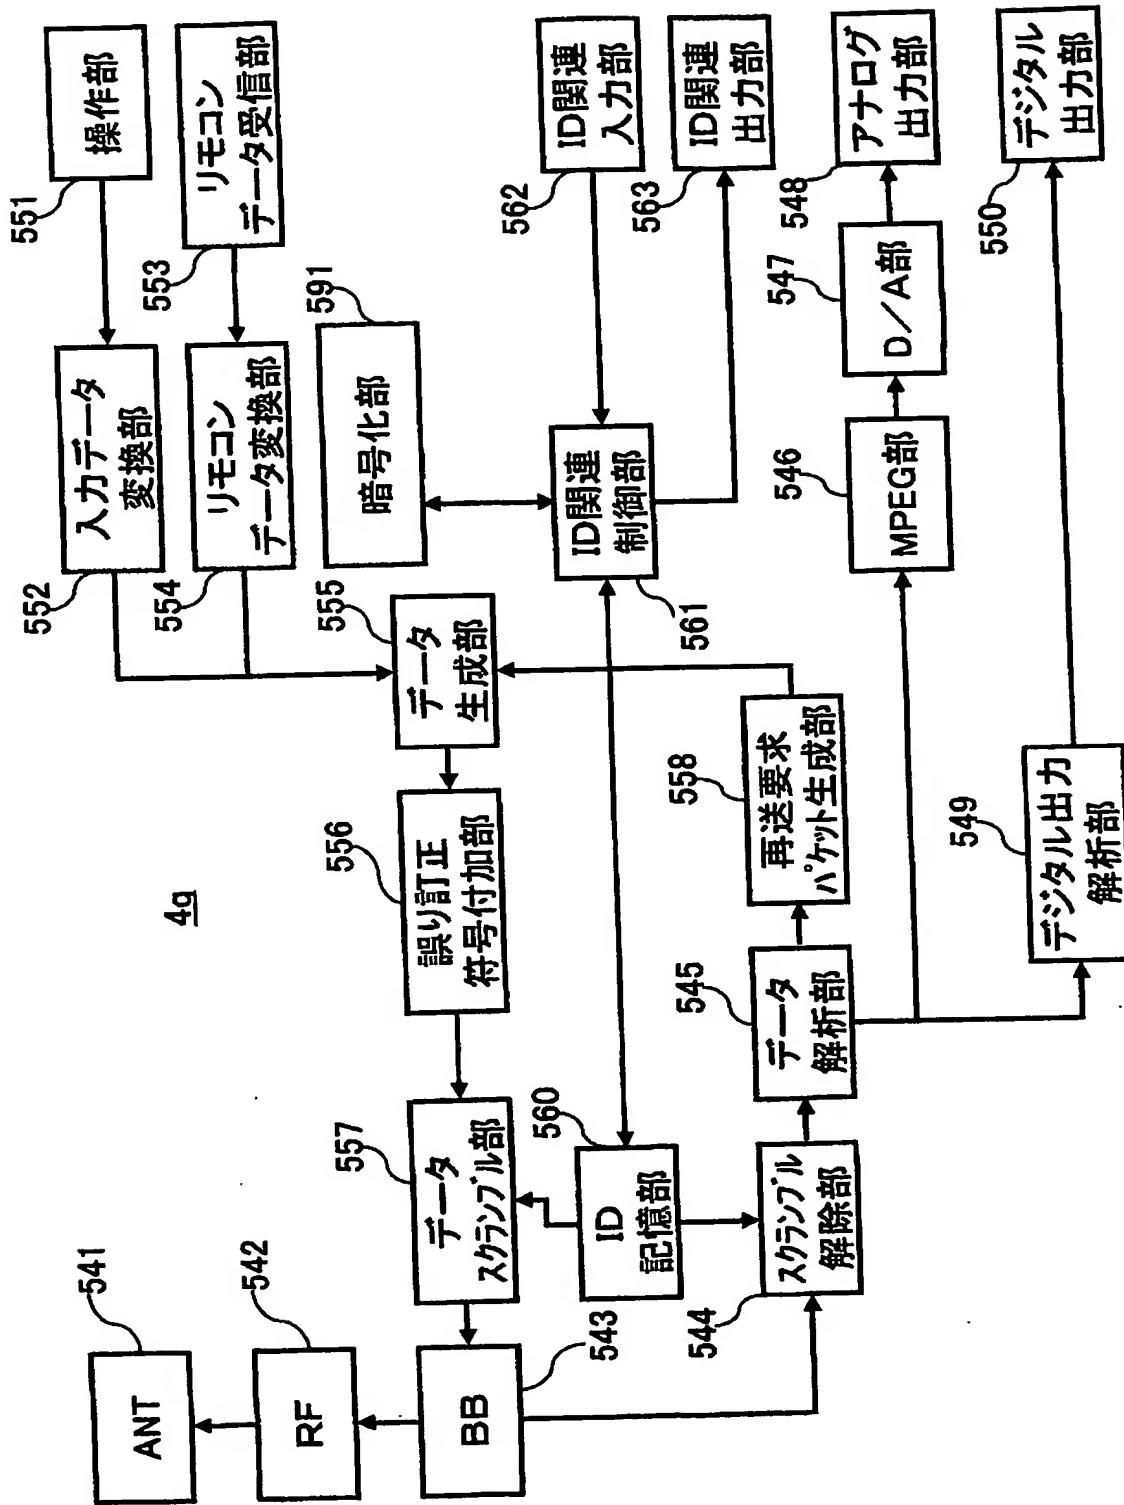 4q
541
ANT
542
RF
543
BB
557
データ
スクランブル部
556
誤り訂正
符号付加部
555
データ
生成部
552
入力データ
変換部
551
操作部
554
リモコン
データ変換部
553
リモコン
データ受信部
591
暗号化部
560
ID
記憶部
561
ID関連
制御部
562
ID関連
入力部
563
ID関連
出力部
544
スクランブル
解除部
545
データ
解析部
558
再送要求
パケット生成部
546
MPEG部
547
D/A部
548
アナログ
出力部
549
デジタル出力
解析部
550
デジタル
出力部